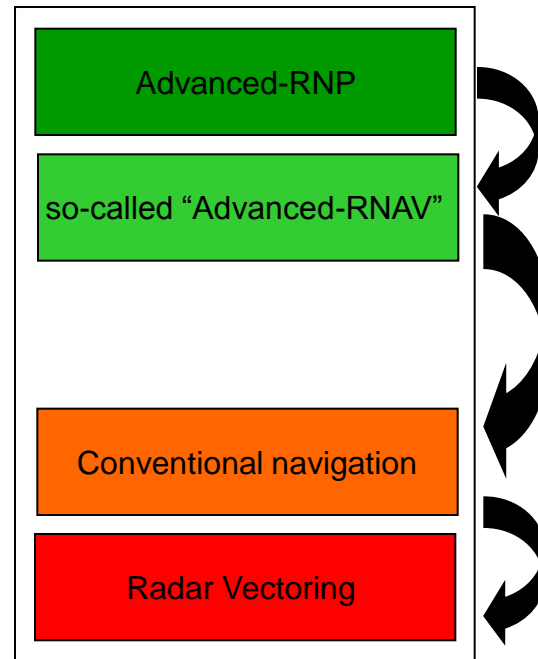 Advanced-RNP
so-called “Advanced-RNAV”
Conventional navigation
Radar Vectoring